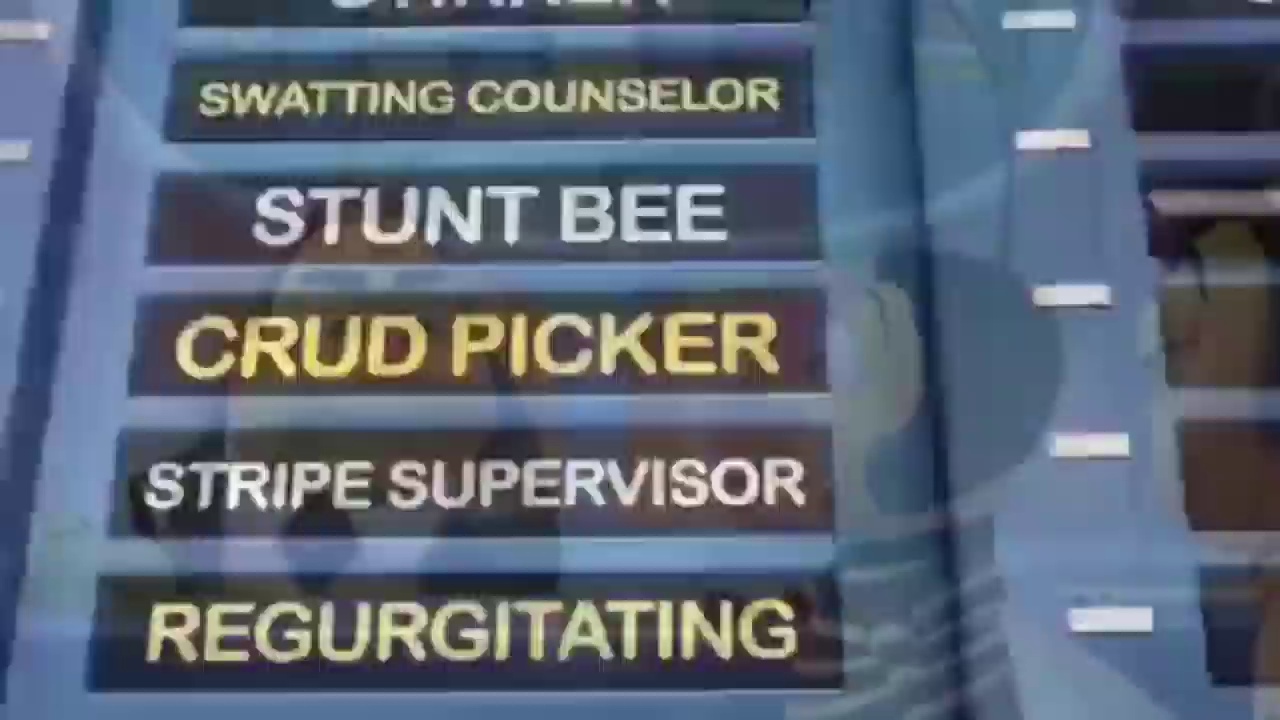 SWATTING COUNSELOR
STUNT BEE
CRUD PICKER
STRIPE SUPERVISOR
REGURGITATING